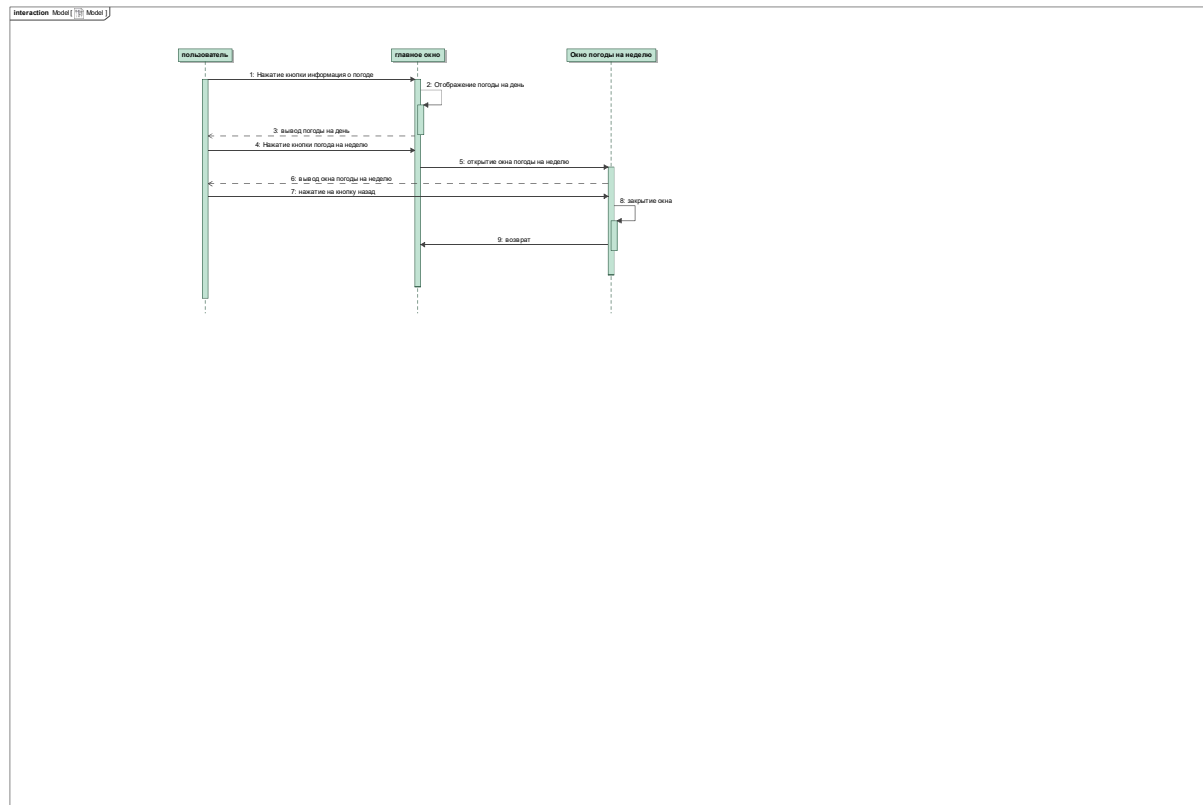 interaction Model [ Model ]
пользователь
главное окно
Окно погоды на неделю
1: Нажатие кнопки информация о погоде
2: Отображение погоды на день
3: вывод погоды на день
4: Нажатие кнопки погода на неделю
5: открытие окна погоды на неделю
6: вывод окна погоды на неделю
7: нажатие на кнопку назад
8: закрытие окна
9: возврат